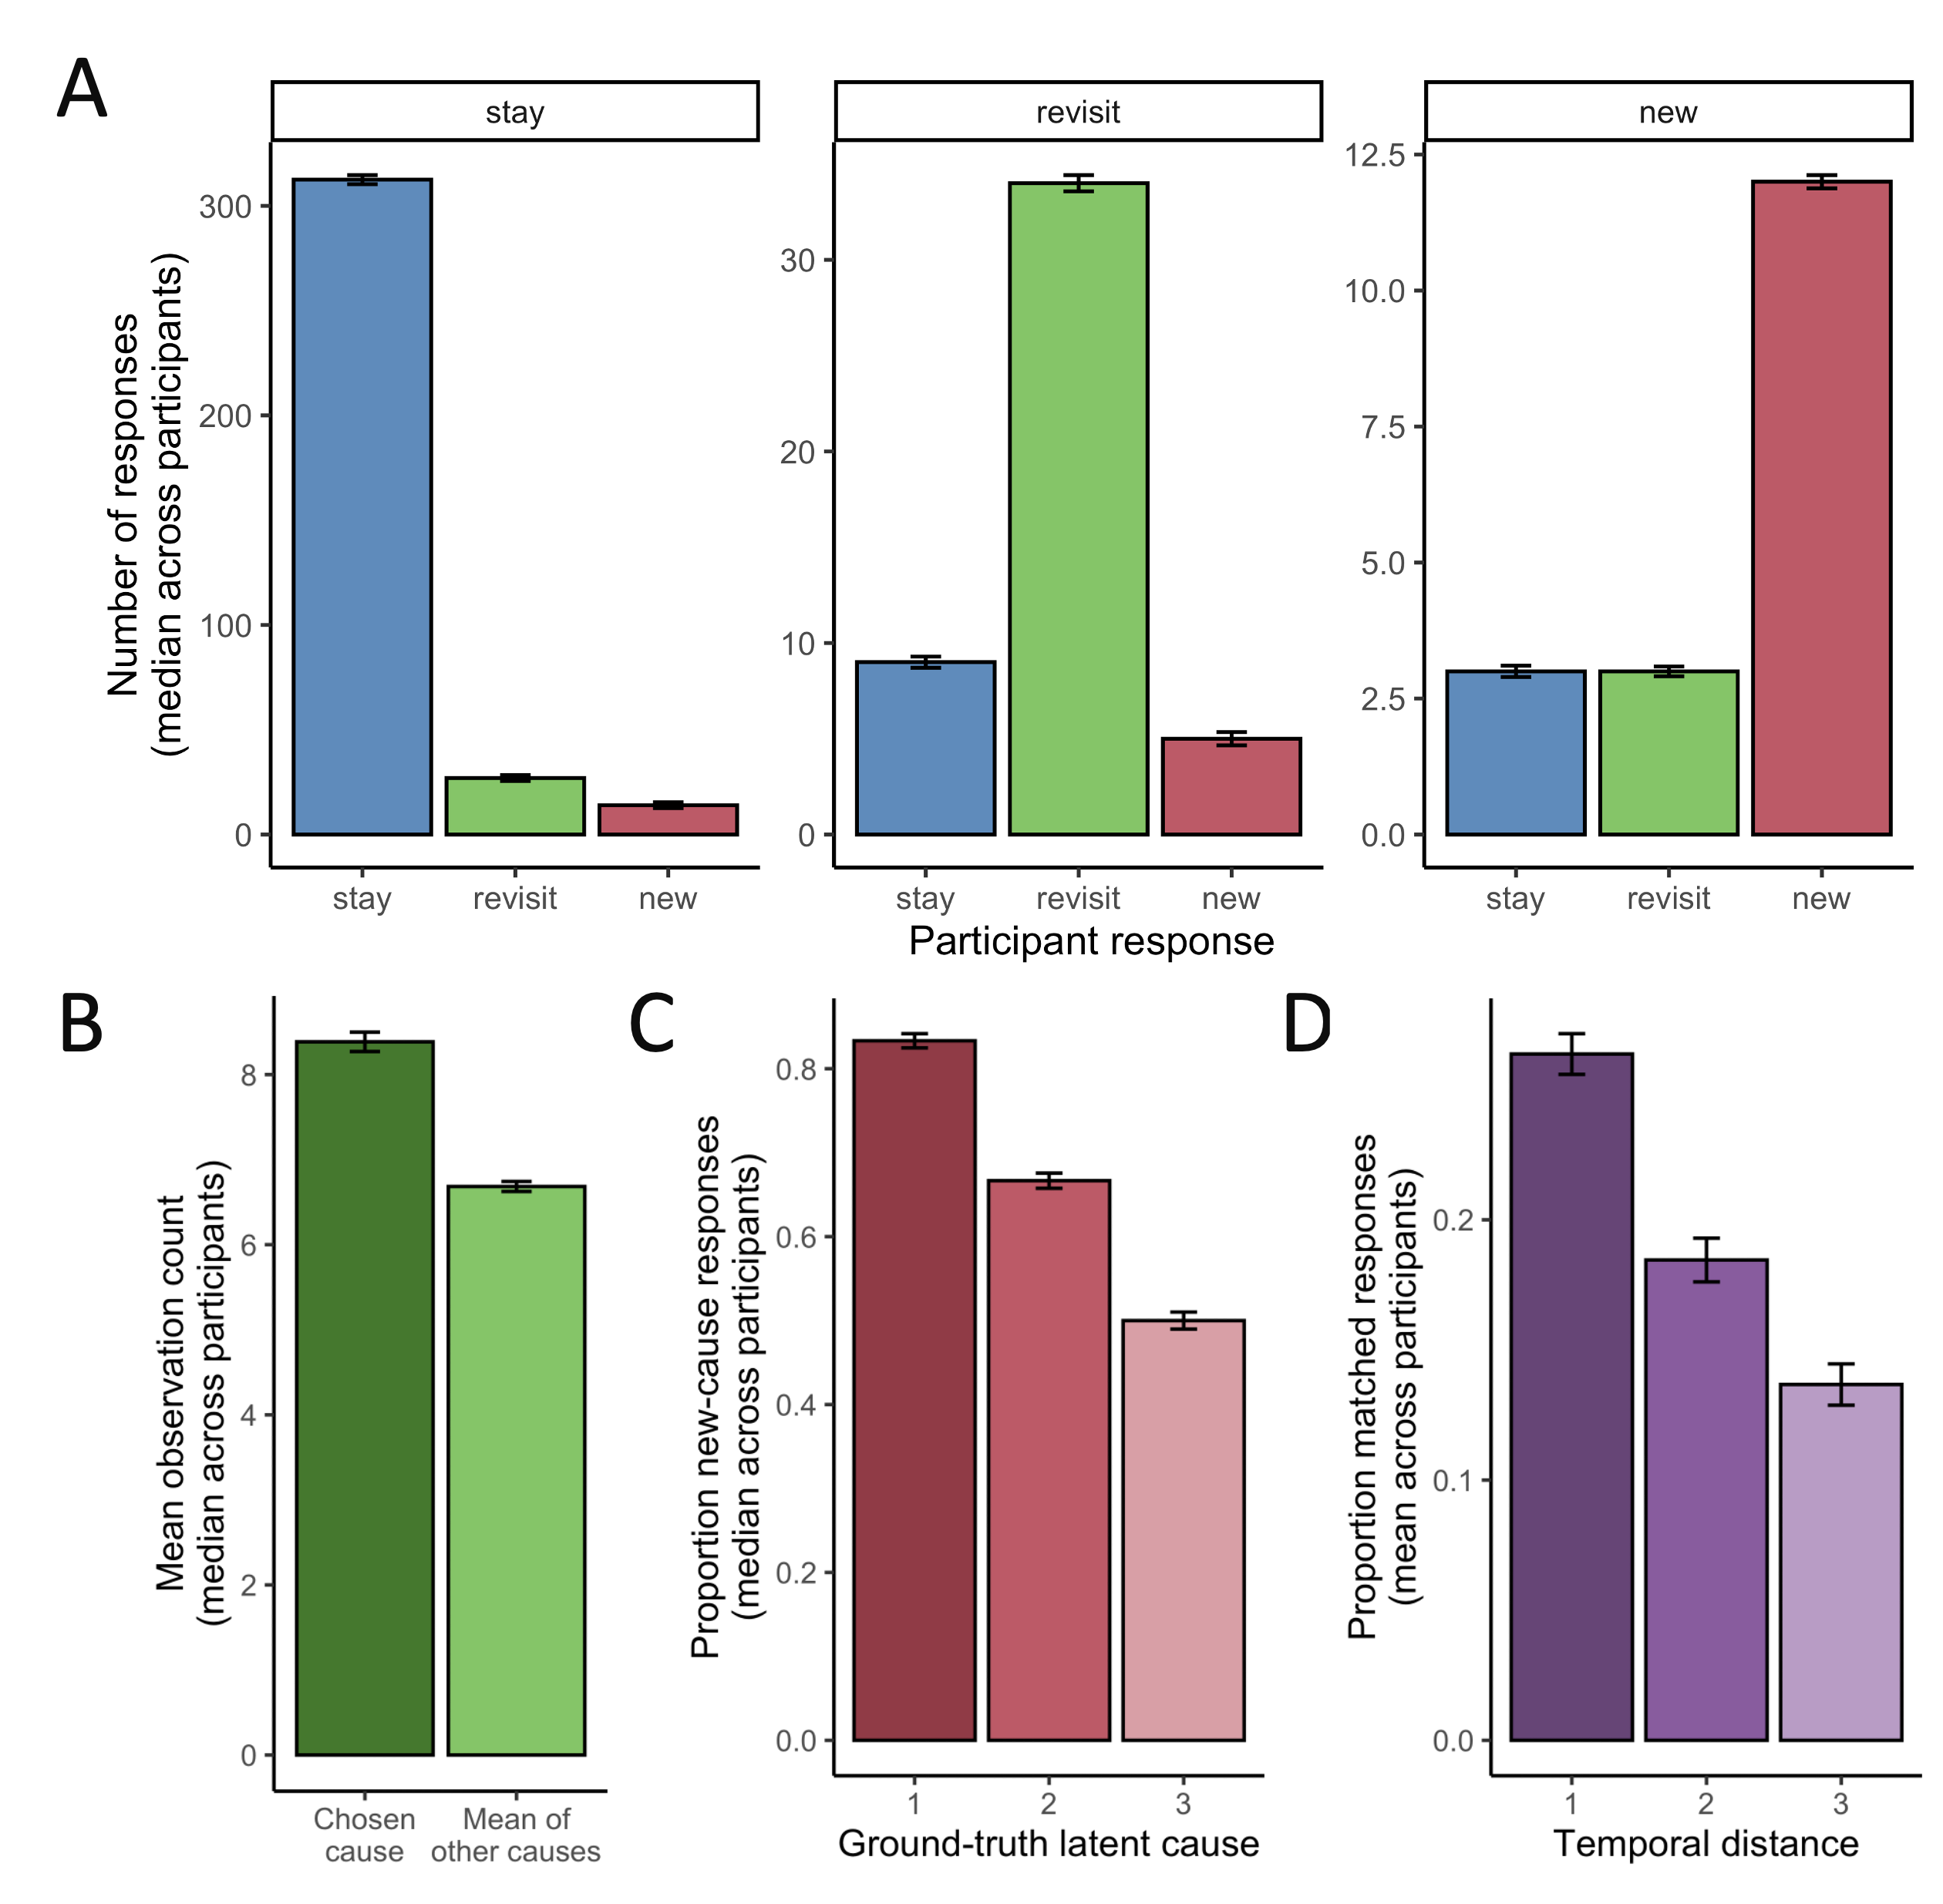 A
stay
revisit
new
Number of responses
(median across participants)
300
200
100
0
stay
revisit
new
30
20
10
0
stay
revisit
new
12.5
10.0
7.5
5.0
2.5
0.0
stay
revisit
new
Participant response
B
Mean observation count
(median across participants)
8
6
4
2
0
Chosen
cause
Mean of
other causes
C
Proportion new-cause responses
(median across participants)
0.8
0.6
0.4
0.2
0.0
1
2
3
Ground-truth latent cause
D
Proportion matched responses
(mean across participants)
0.2
0.1
0.0
1
2
3
Temporal distance